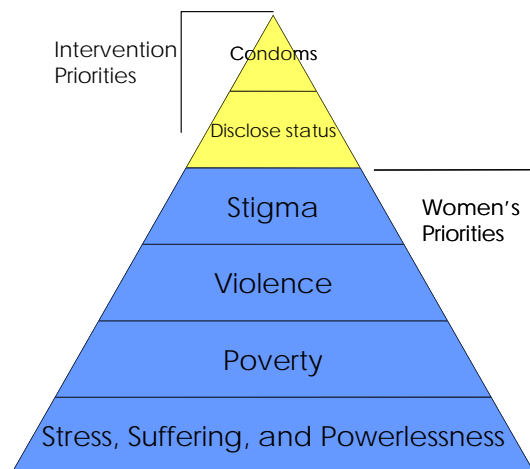 Intervention
Priorities
Condoms
Disclose status
Stigma
Women's
Priorities
Violence
Poverty
Stress, Suffering, and Powerlessness